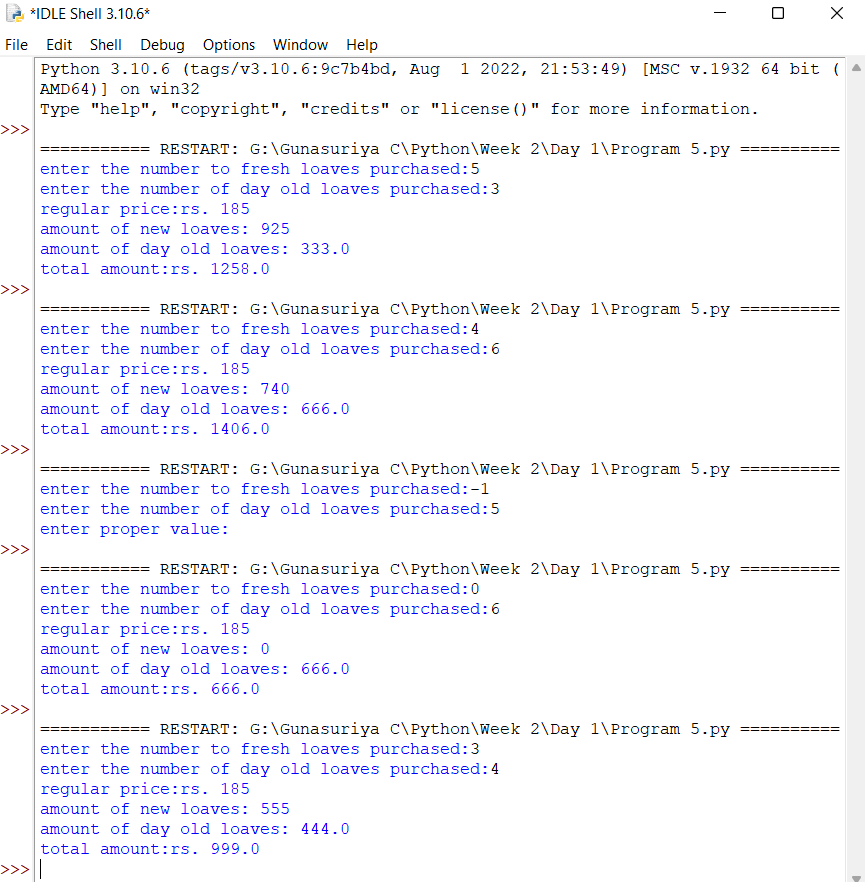 *IDLE Shell 3.10.6*
File Edit Shell Debug Options Window Help
Python 3.10.6 (tags/v3.10.6:9c7b4bd, Aug  1 2022, 21:53:49) [MSC v.1932 64 bit (
AMD64)] on win32
Type "help", "copyright", "credits" or "license()" for more information.
>>>
=========== RESTART: G:\Gunasuriya C\Python\Week 2\Day 1\Program 5.py ==========
enter the number to fresh loaves purchased:5
enter the number of day old loaves purchased:3
regular price:rs. 185
amount of new loaves: 925
amount of day old loaves: 333.0
total amount:rs. 1258.0
>>>
=========== RESTART: G:\Gunasuriya C\Python\Week 2\Day 1\Program 5.py ==========
enter the number to fresh loaves purchased:4
enter the number of day old loaves purchased:6
regular price:rs. 185
amount of new loaves: 740
amount of day old loaves: 666.0
total amount:rs. 1406.0
>>>
=========== RESTART: G:\Gunasuriya C\Python\Week 2\Day 1\Program 5.py ==========
enter the number to fresh loaves purchased:-1
enter the number of day old loaves purchased:5
enter proper value:
>>>
=========== RESTART: G:\Gunasuriya C\Python\Week 2\Day 1\Program 5.py ==========
enter the number to fresh loaves purchased:0
enter the number of day old loaves purchased:6
regular price:rs. 185
amount of new loaves: 0
amount of day old loaves: 666.0
total amount:rs. 666.0
>>>
=========== RESTART: G:\Gunasuriya C\Python\Week 2\Day 1\Program 5.py ==========
enter the number to fresh loaves purchased:3
enter the number of day old loaves purchased:4
regular price:rs. 185
amount of new loaves: 555
amount of day old loaves: 444.0
total amount:rs. 999.0
>>>